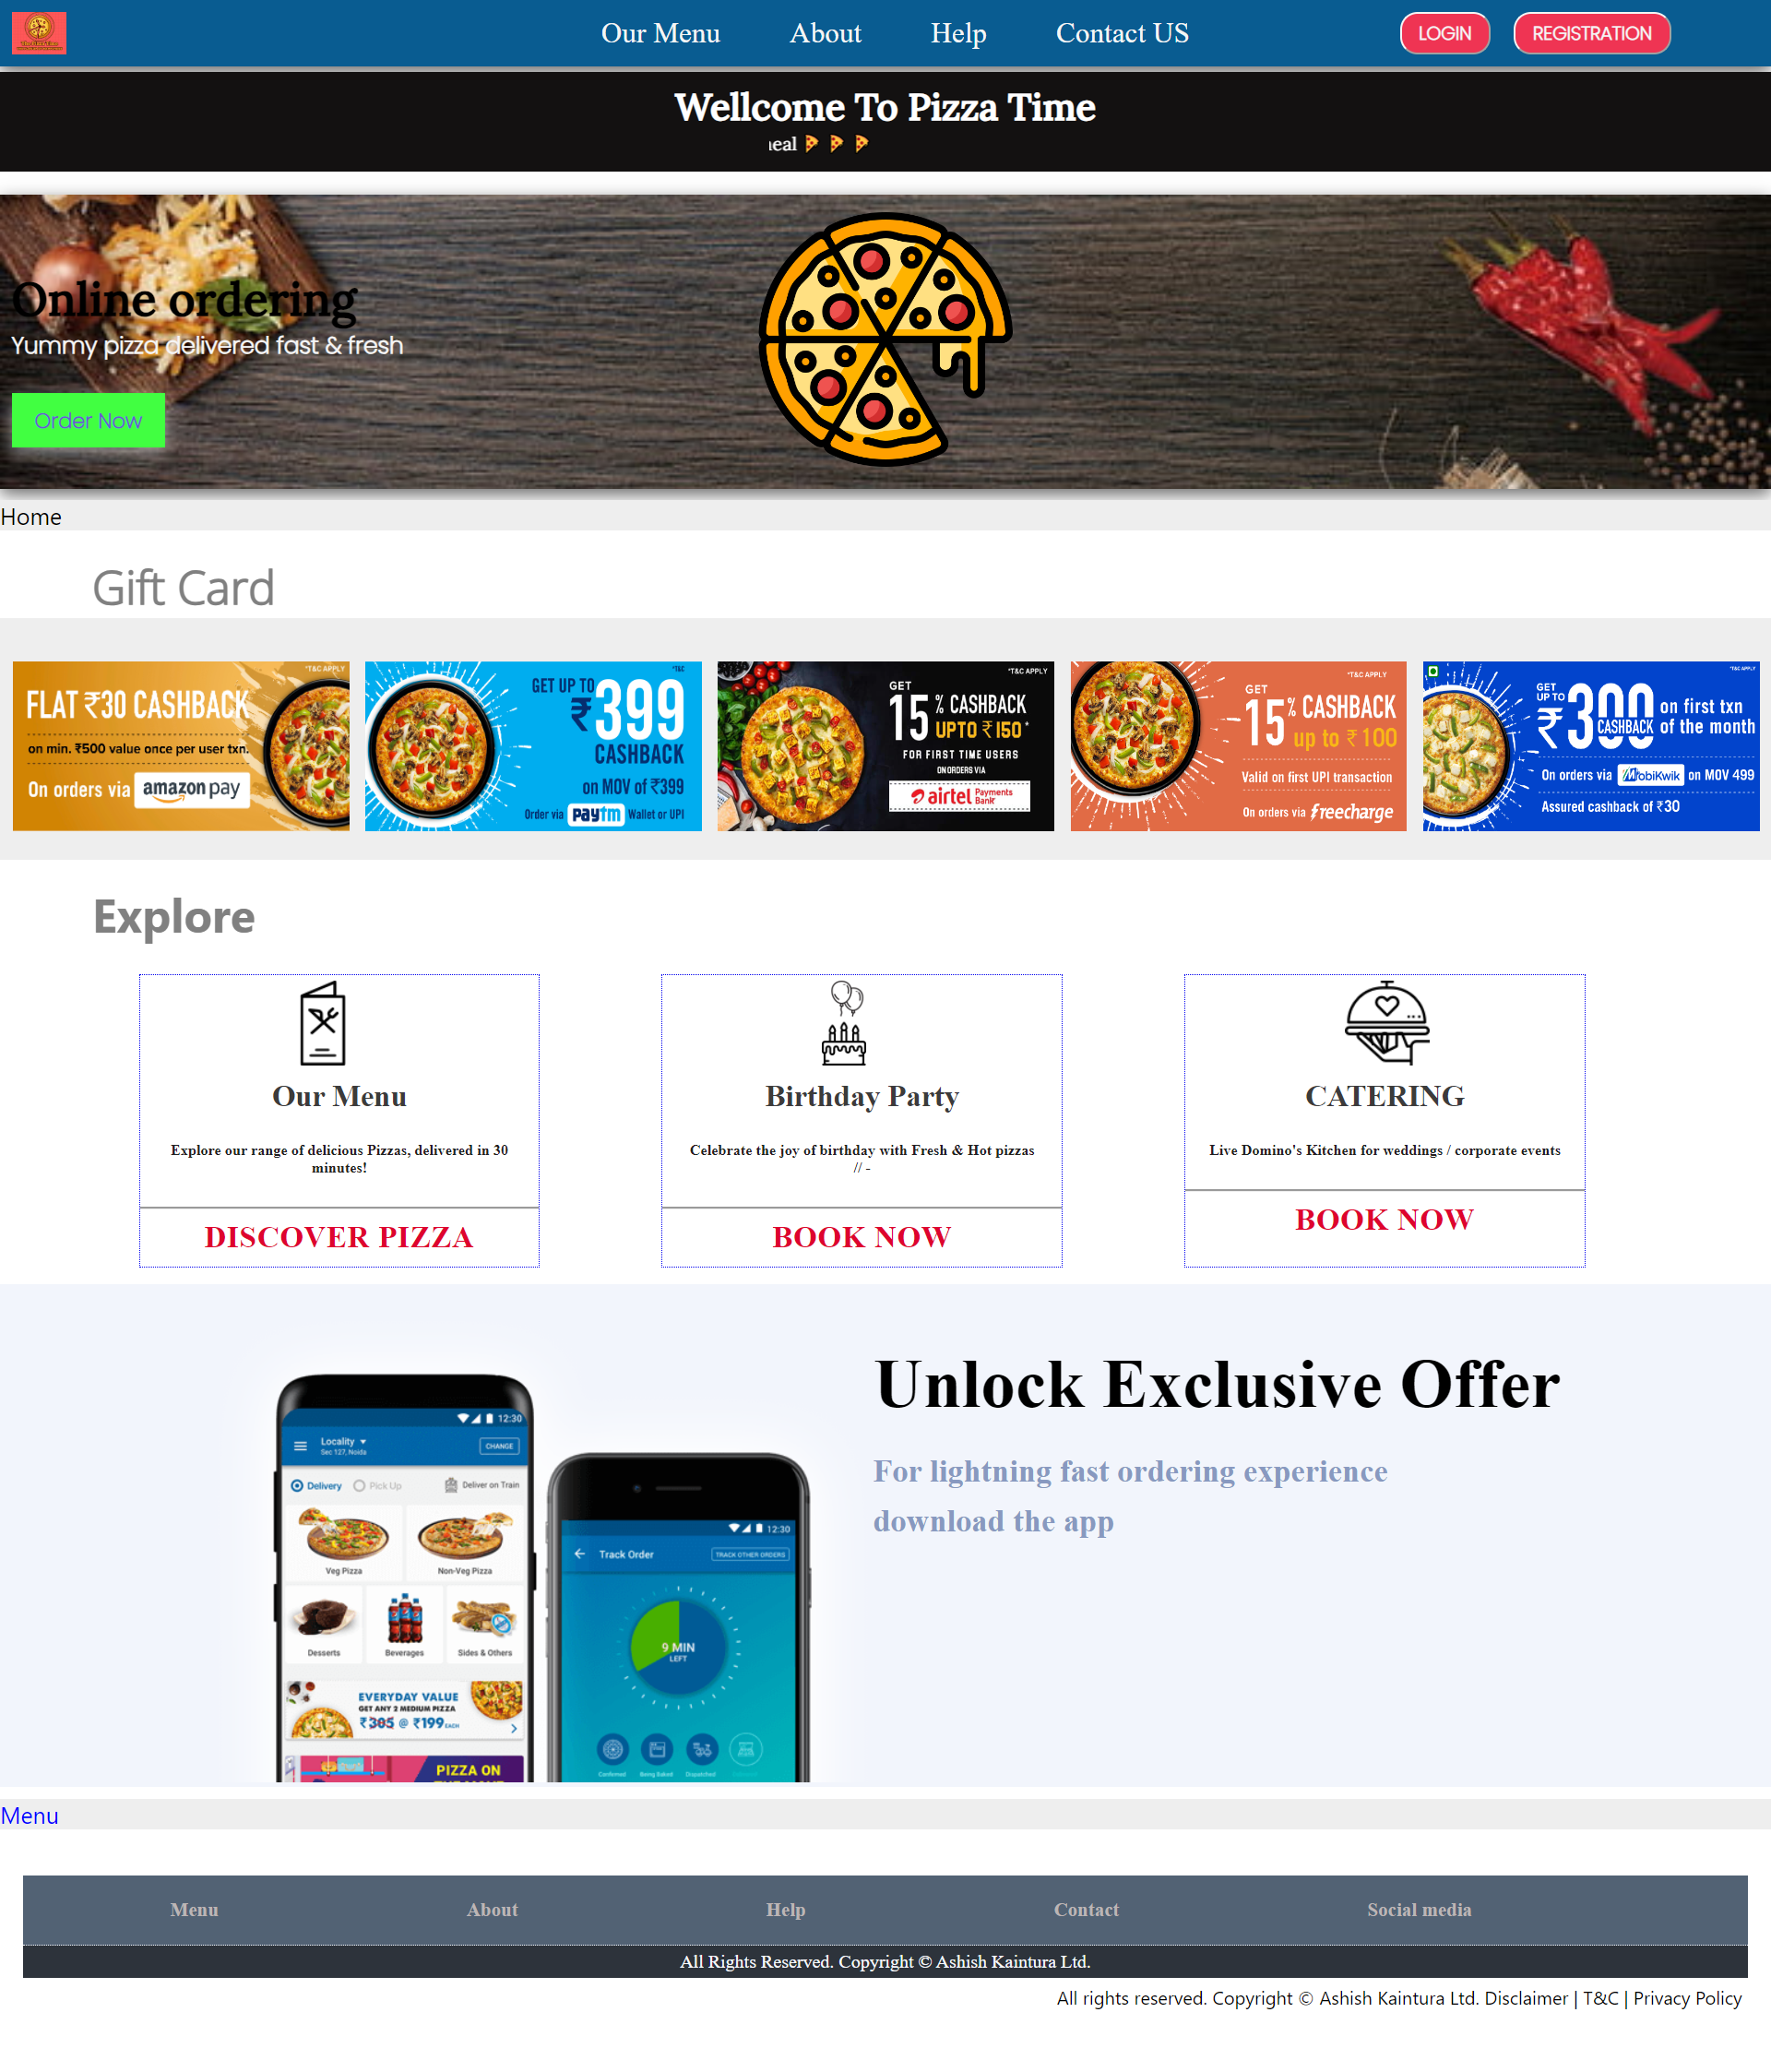 Our Menu About Help Contact US
LOGIN REGISTRATION
Wellcome To Pizza Time
Online ordering
Yummy pizza delivered fast & fresh
Order Now
Home
Gift Card
*T&C APPLY
FLAT ₹30 CASHBACK
on min. ₹500 value once per user txn.
On orders via amazon pay
*T&C
GET UP TO
₹399
CASHBACK
on MOV of ₹399
Order via paytm Wallet or UPI
*T&C APPLY
GET
15% CASHBACK
UPTO ₹150*
FOR FIRST TIME USERS
ON ORDERS VIA
airtel Payments Bank
*T&C APPLY
GET
15% CASHBACK
up to ₹100
Valid on first UPI transaction
On orders via freecharge
*T&C APPLY
GET UP TO ₹300 CASHBACK on first txn of the month
On orders via MobiKwik on MOV 499
Assured cashback of ₹30
Explore
Our Menu
Explore our range of delicious Pizzas, delivered in 30
minutes!
DISCOVER PIZZA
Birthday Party
Celebrate the joy of birthday with Fresh & Hot pizzas
// -
BOOK NOW
CATERING
Live Domino's Kitchen for weddings / corporate events
BOOK NOW
12:30
Locality
Sec 127, Noida
CHANGE
Delivery Pick Up Deliver on Train
Veg Pizza Non-Veg Pizza
Desserts Beverages Sides & Others
EVERYDAY VALUE
GET ANY 2 MEDIUM PIZZA
₹305 @ ₹199 EACH
PIZZA ON
12:30
Track Order TRACK OTHER ORDERS
9 MIN
LEFT
Confirmed Being Baked Dispatched
Unlock Exclusive Offer
For lightning fast ordering experience
download the app
Menu
Menu About Help Contact Social media
All Rights Reserved. Copyright © Ashish Kaintura Ltd.
All rights reserved. Copyright © Ashish Kaintura Ltd. Disclaimer | T&C | Privacy Policy